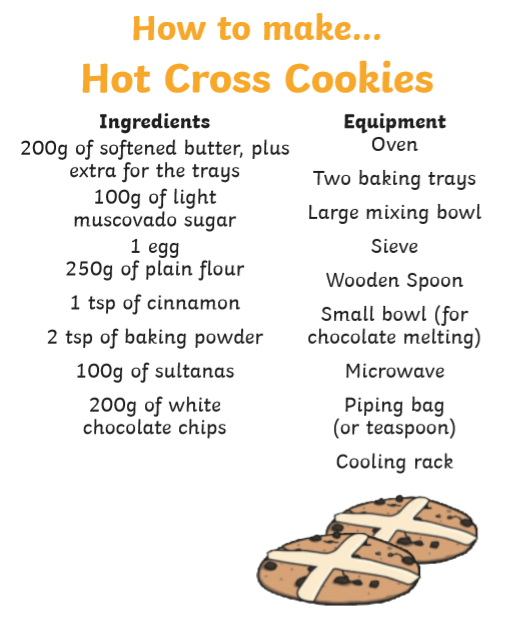 How to make...
Hot Cross Cookies
Ingredients
200g of softened butter, plus
extra for the trays
100g of light
muscovado sugar
1 egg
250g of plain flour
1 tsp of cinnamon
2 tsp of baking powder
100g of sultanas
200g of white
chocolate chips
Equipment
Oven
Two baking trays
Large mixing bowl
Sieve
Wooden Spoon
Small bowl (for
chocolate melting)
Microwave
Piping bag
(or teaspoon)
Cooling rack